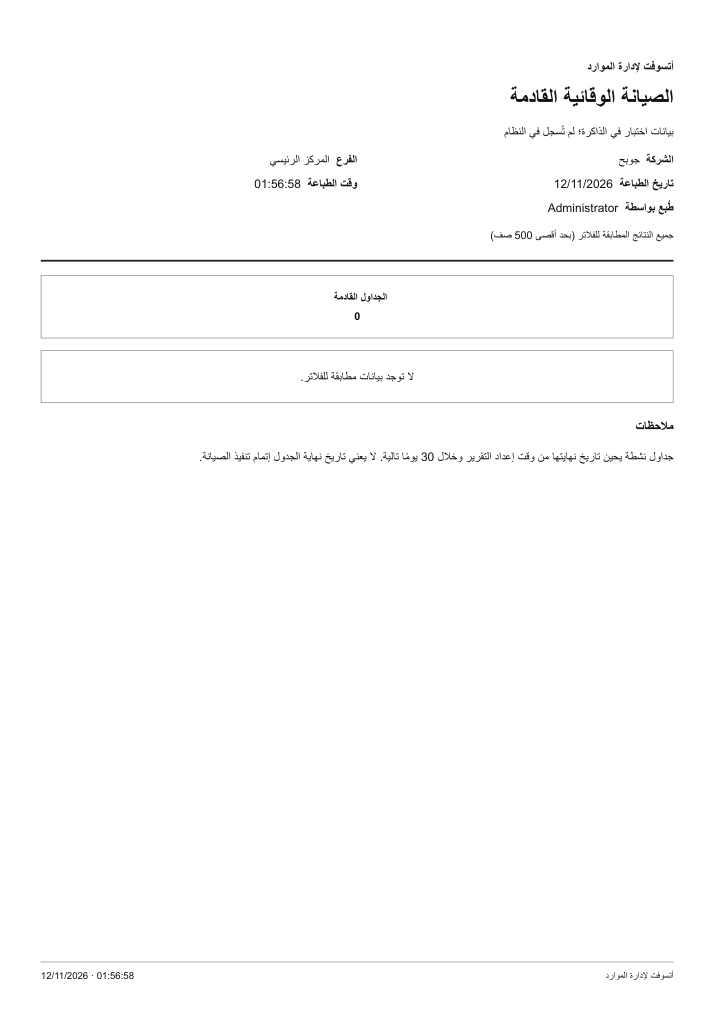 أتسوفت لإدارة الموارد
الصيانة الوقائية القادمة
بيانات اختبار في الذاكرة؛ لم تُسجل في النظام
الشركة جوبح الفرع المركز الرئيسي
تاريخ الطباعة 12/11/2026 وقت الطباعة 01:56:58
طُبع بواسطة Administrator
جميع النتائج المطابقة للفلاتر (بحد أقصى 500 صف)
الجداول القادمة
0
لا توجد بيانات مطابقة للفلاتر.
ملاحظات
جداول نشطة يحين تاريخ نهايتها من وقت إعداد التقرير وخلال 30 يومًا تالية. لا يعني تاريخ نهاية الجدول إتمام تنفيذ الصيانة.
أتسوفت لإدارة الموارد 12/11/2026 · 01:56:58